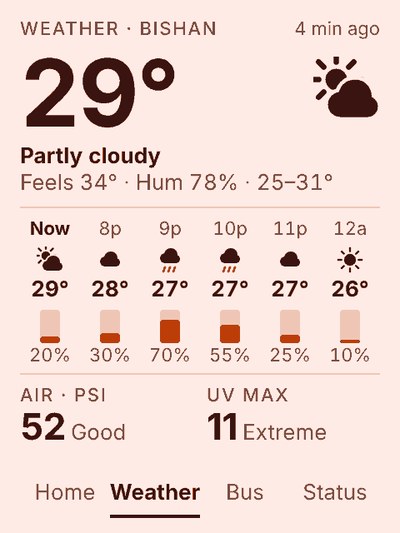 WEATHER · BISHAN 4 min ago
29°
Partly cloudy
Feels 34° · Hum 78% · 25–31°
Now 8p 9p 10p 11p 12a
29° 28° 27° 27° 27° 26°
20% 30% 70% 55% 25% 10%
AIR · PSI UV MAX
52 Good 11 Extreme
Home Weather Bus Status